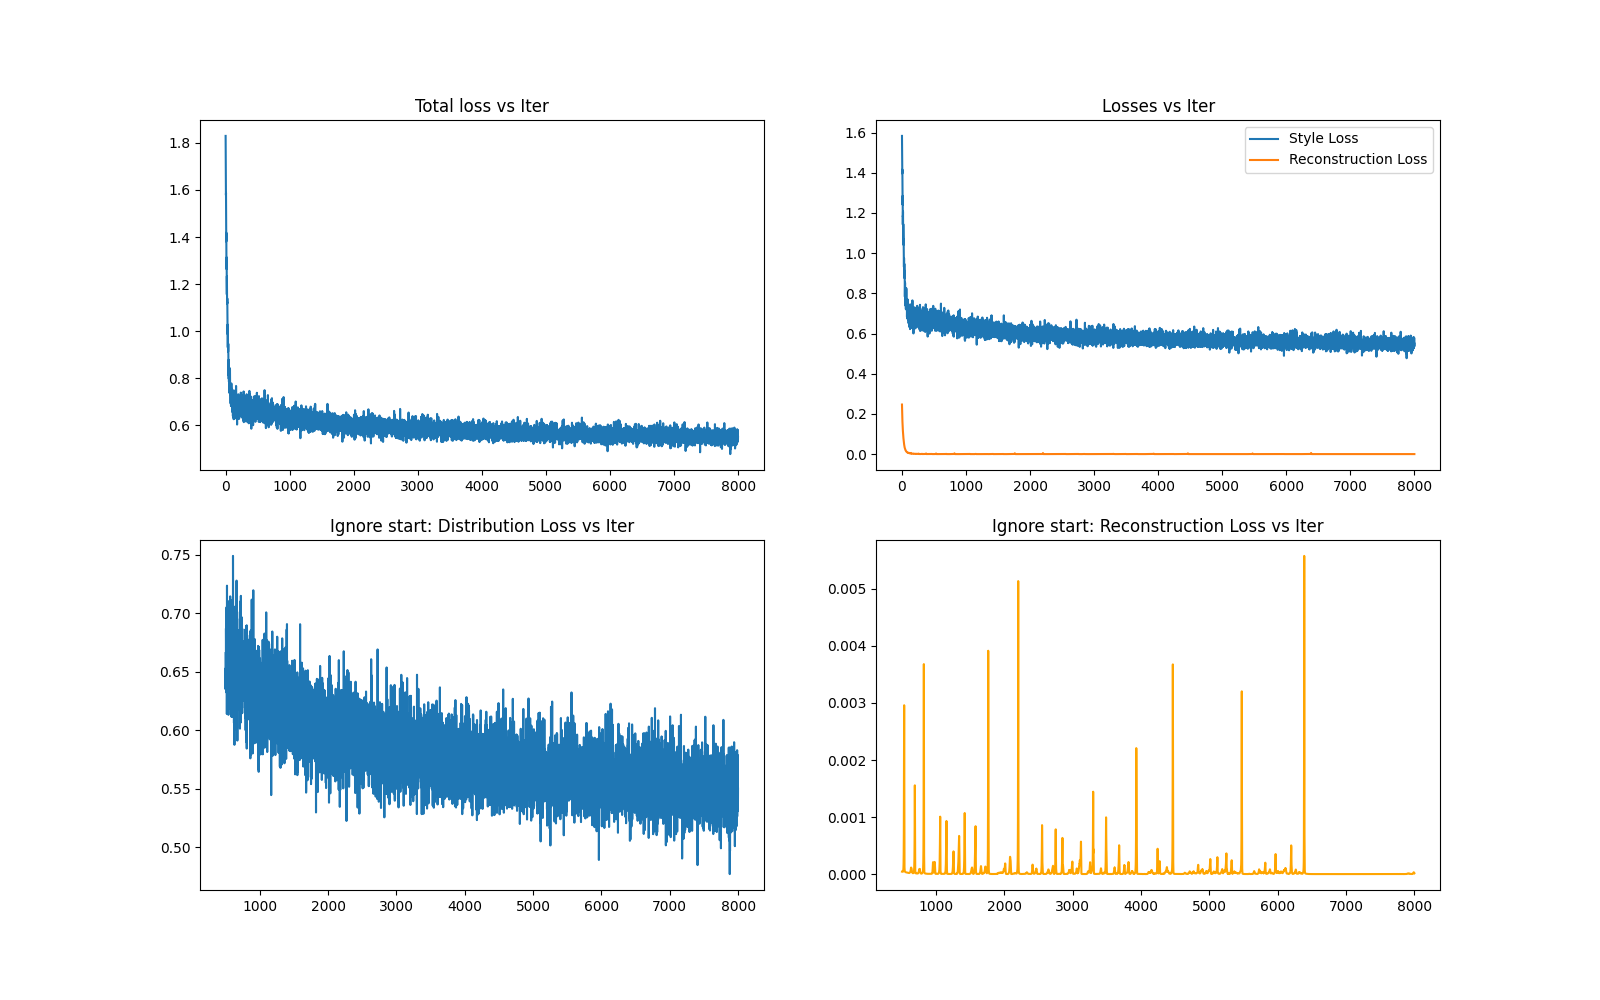 Total loss vs Iter
1.8
1.6
1.4
1.2
1.0
0.8
0.6
0 1000 2000 3000 4000 5000 6000 7000 8000
Losses vs Iter
Style Loss
Reconstruction Loss
1.6
1.4
1.2
1.0
0.8
0.6
0.4
0.2
0.0
0 1000 2000 3000 4000 5000 6000 7000 8000
Ignore start: Distribution Loss vs Iter
0.75
0.70
0.65
0.60
0.55
0.50
1000 2000 3000 4000 5000 6000 7000 8000
Ignore start: Reconstruction Loss vs Iter
0.005
0.004
0.003
0.002
0.001
0.000
1000 2000 3000 4000 5000 6000 7000 8000